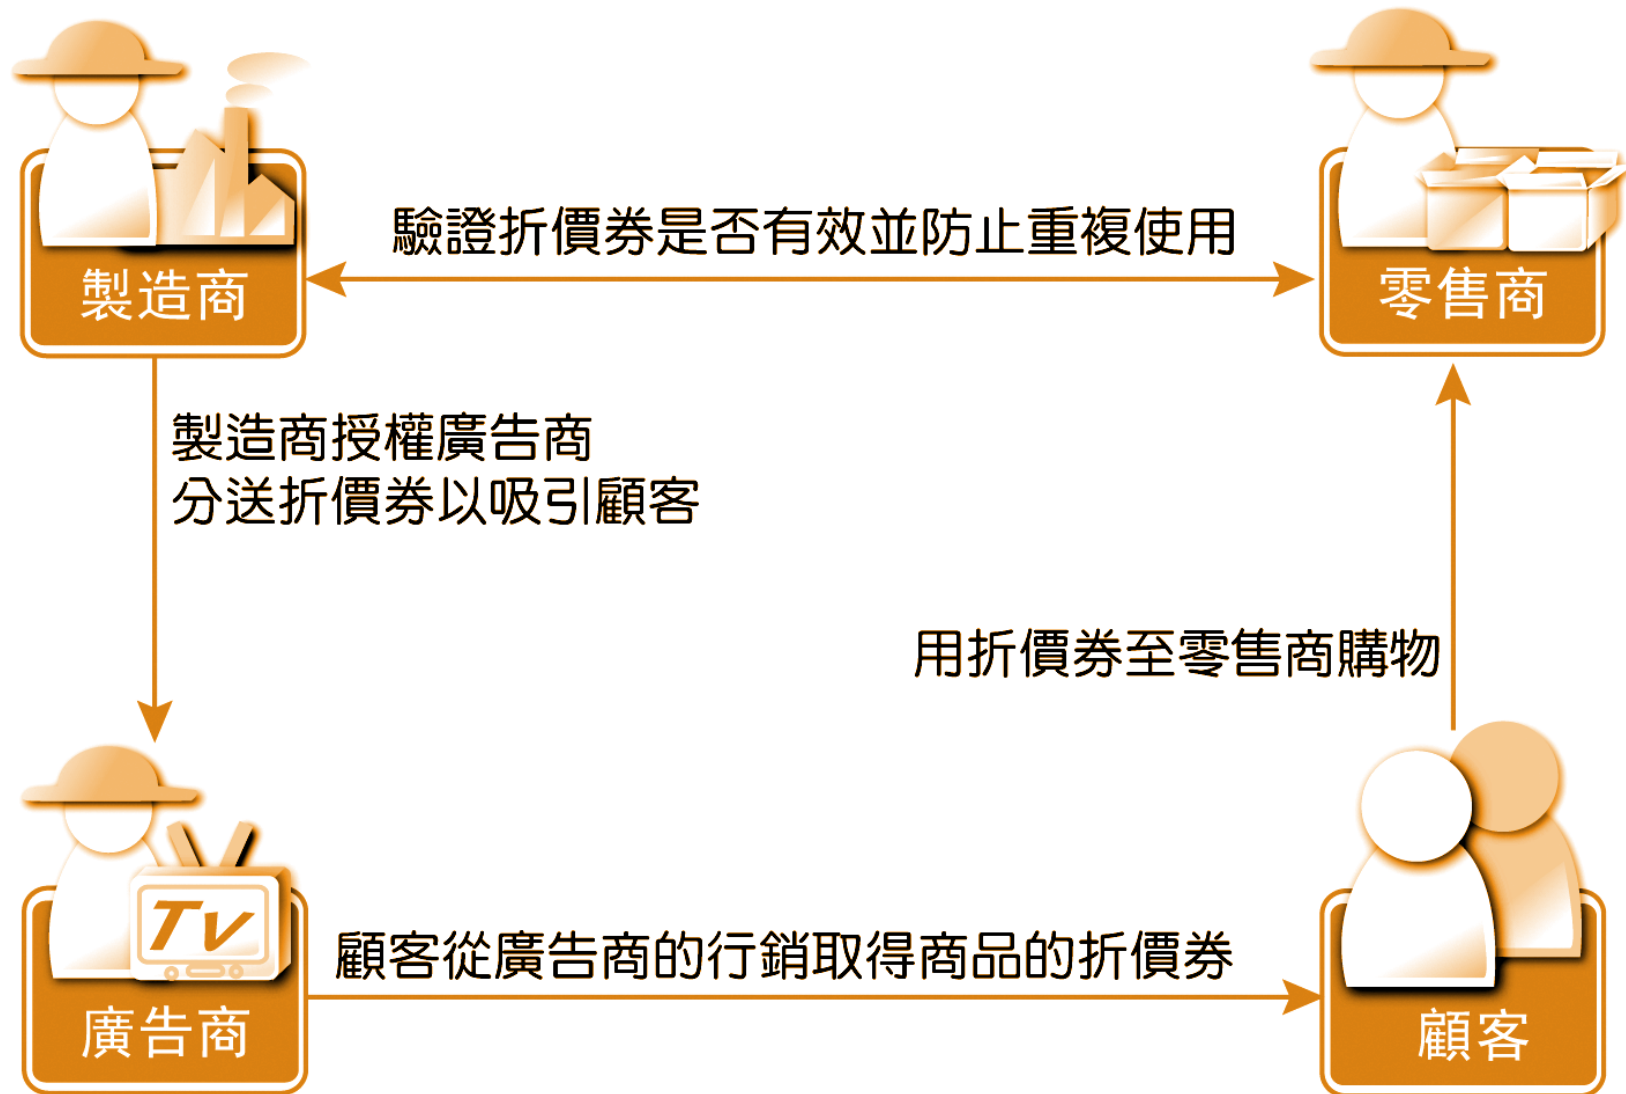 驗證折價券是否有效並防止重複使用
製造商
零售商
製造商授權廣告商
分送折價券以吸引顧客
用折價券至零售商購物
TV
顧客從廣告商的行銷取得商品的折價券
廣告商
顧客